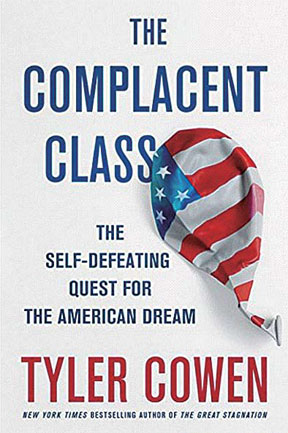 THE
COMPLACENT
CLASS
THE
SELF-DEFEATING
QUEST FOR
THE AMERICAN DREAM
TYLER COWEN
NEW YORK TIMES BESTSELLING AUTHOR OF THE GREAT STAGNATION